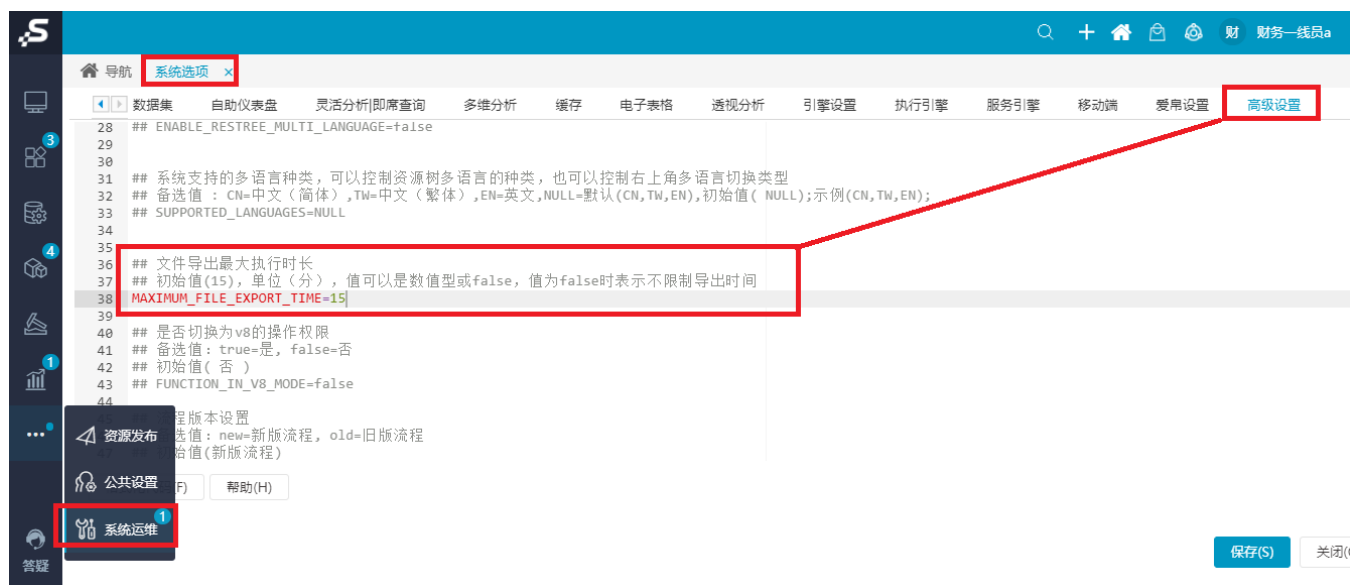 S
财 财务一线员a
导航 系统选项 ×
数据集 自助仪表盘 灵活分析|即席查询 多维分析 缓存 电子表格 透视分析 引擎设置 执行引擎 服务引擎 移动端 爱帛设置 高级设置
28 ## ENABLE_RESTREE_MULTI_LANGUAGE=false
29
30
31 ## 系统支持的多语言种类，可以控制资源树多语言的种类，也可以控制右上角多语言切换类型
32 ## 备选值 : CN=中文（简体）,TW=中文（繁体）,EN=英文,NULL=默认(CN,TW,EN),初始值( NULL);示例(CN,TW,EN);
33 ## SUPPORTED_LANGUAGES=NULL
34
35
36 ## 文件导出最大执行时长
37 ## 初始值(15)，单位（分），值可以是数值型或false，值为false时表示不限制导出时间
38 MAXIMUM_FILE_EXPORT_TIME=15
39
40 ## 是否切换为v8的操作权限
41 ## 备选值：true=是, false=否
42 ## 初始值( 否 )
43 ## FUNCTION_IN_V8_MODE=false
44
程版本设置
选值：new=新版流程, old=旧版流程
47 始值(新版流程)
3
4
1
资源发布
公共设置
(F) 帮助(H)
系统运维 1
答疑
保存(S) 关闭(